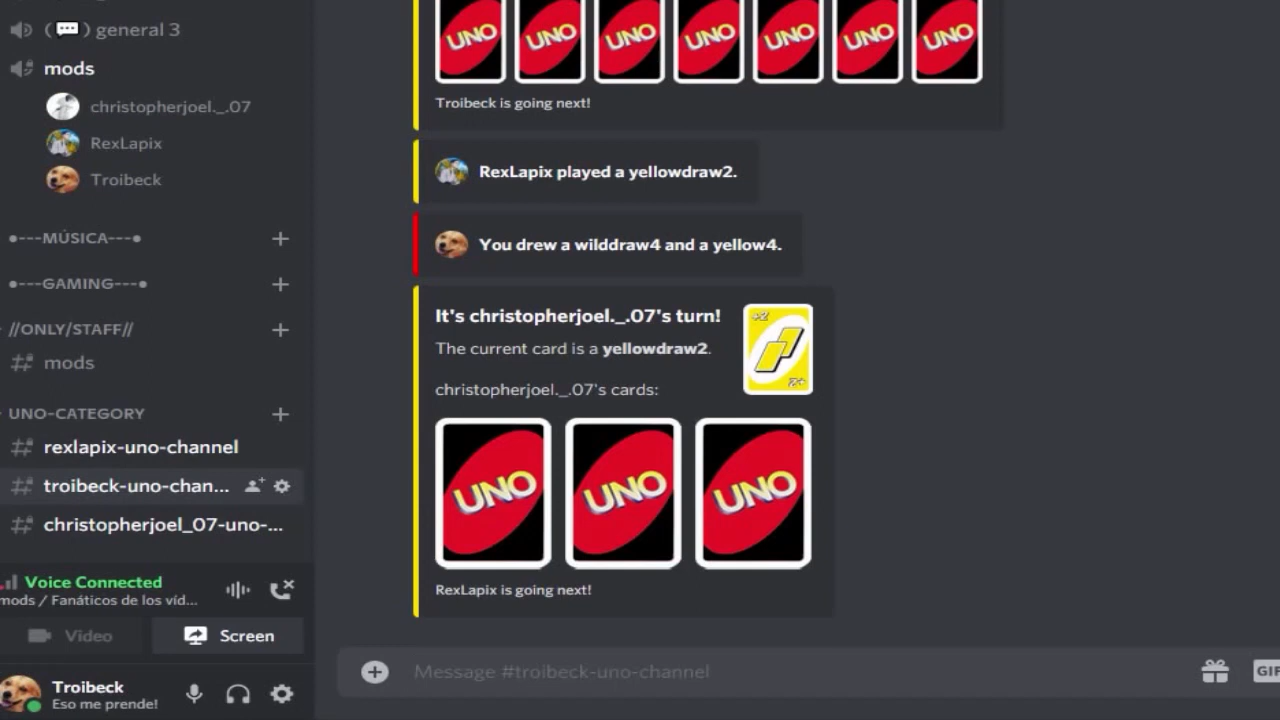 ( 💬 ) general 3
mods
christopherjoel._.07
RexLapix
Troibeck
●---MÚSICA---●
●---GAMING---●
//ONLY/STAFF//
mods
UNO-CATEGORY
rexlapix-uno-channel
troibeck-uno-chan...
christopherjoel_07-uno-...
Voice Connected
mods / Fanáticos de los víd...
Video
Screen
Troibeck
Eso me prende!
UNO UNO UNO UNO UNO UNO UNO
Troibeck is going next!
RexLapix played a yellowdraw2.
You drew a wilddraw4 and a yellow4.
It's christopherjoel._.07's turn!
The current card is a yellowdraw2.
+2
+2
christopherjoel._.07's cards:
UNO UNO UNO
RexLapix is going next!
Message #troibeck-uno-channel
GIF